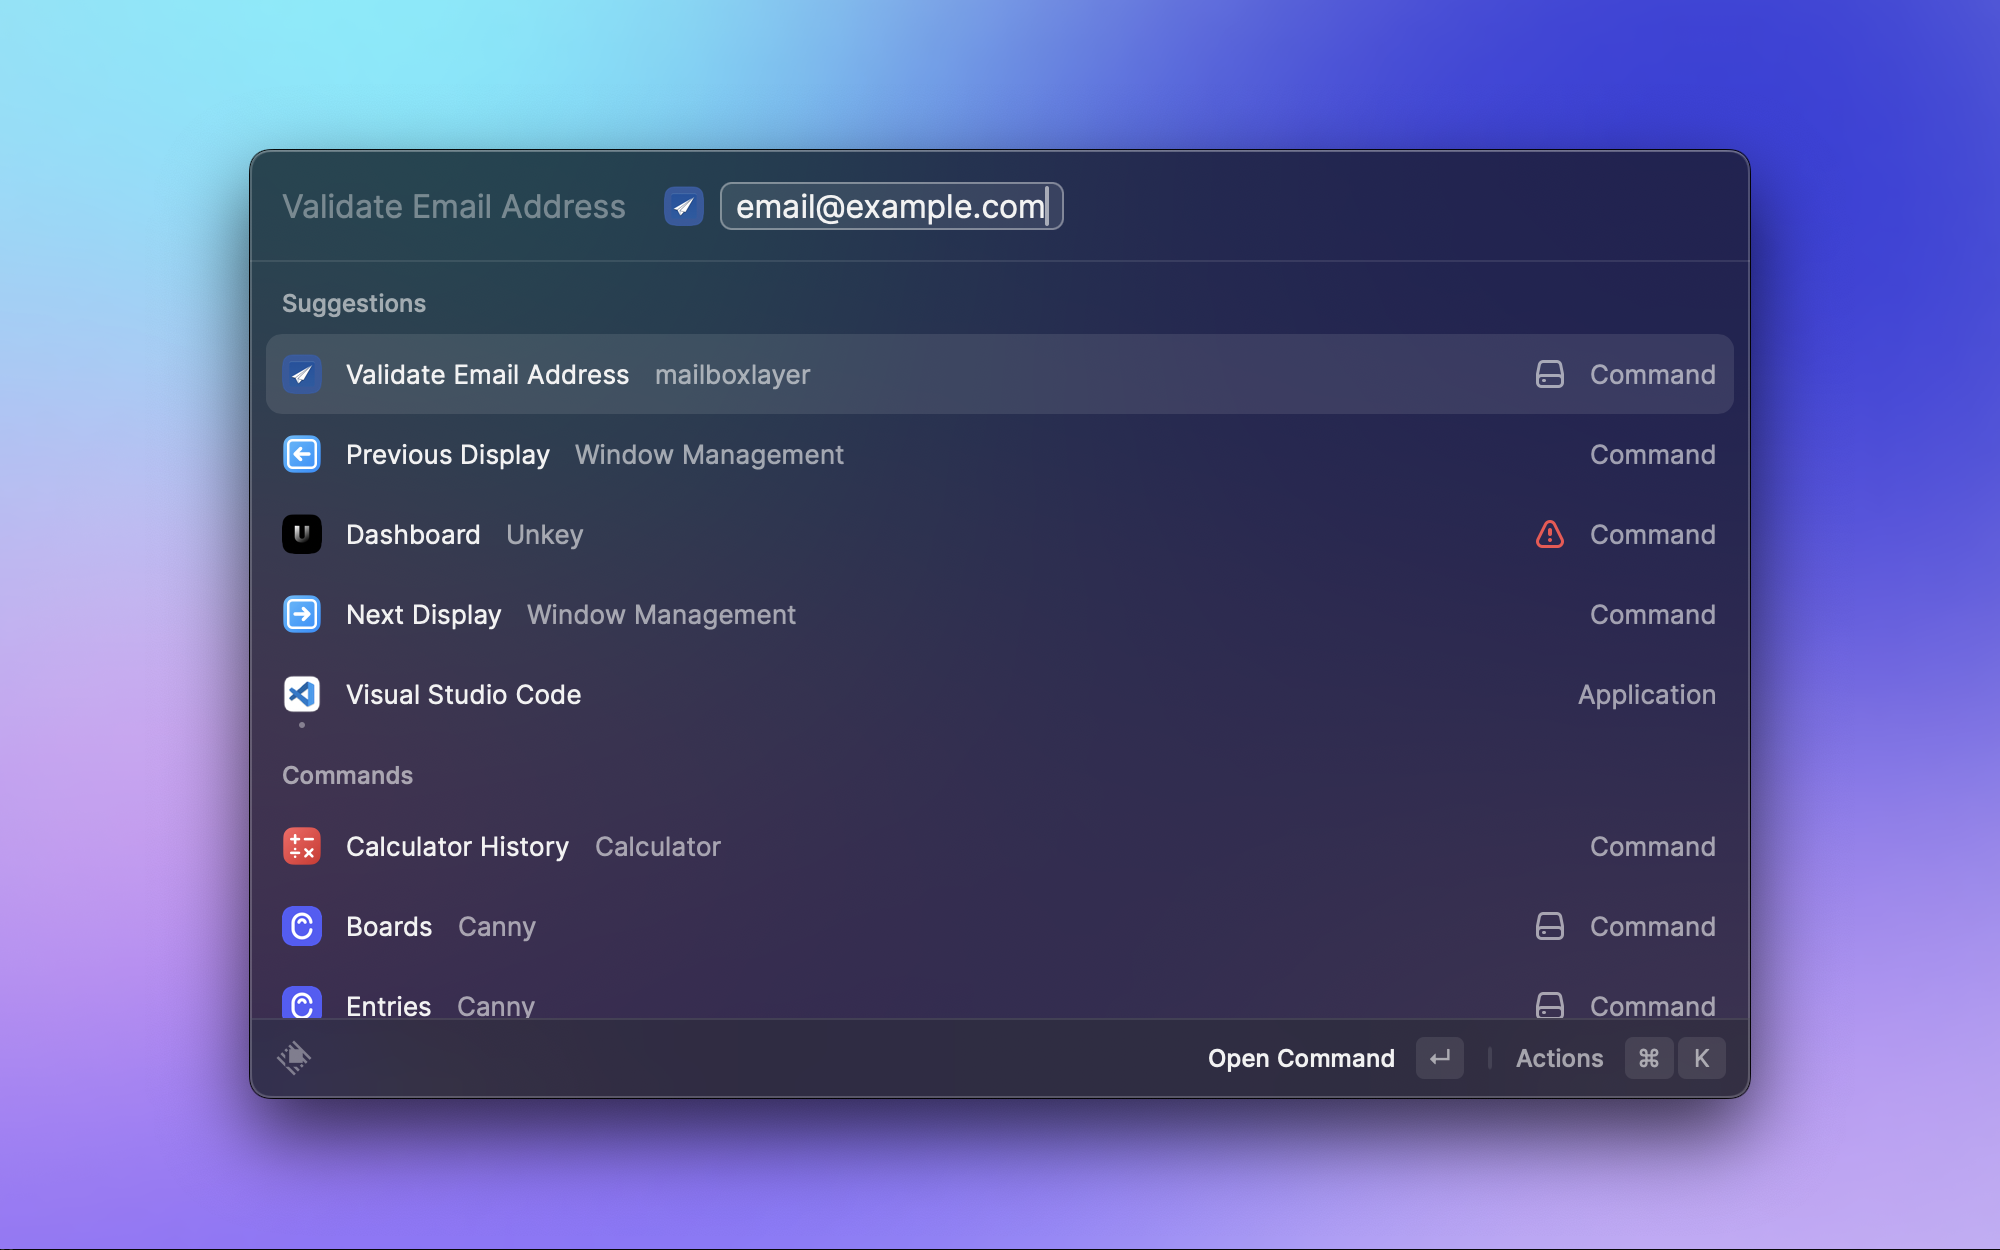 Validate Email Address email@example.com
Suggestions
Validate Email Address mailboxlayer Command
Previous Display Window Management Command
U Dashboard Unkey Command
Next Display Window Management Command
Visual Studio Code Application
Commands
Calculator History Calculator Command
Boards Canny Command
Entries Canny Command
Open Command ↵ Actions ⌘ K